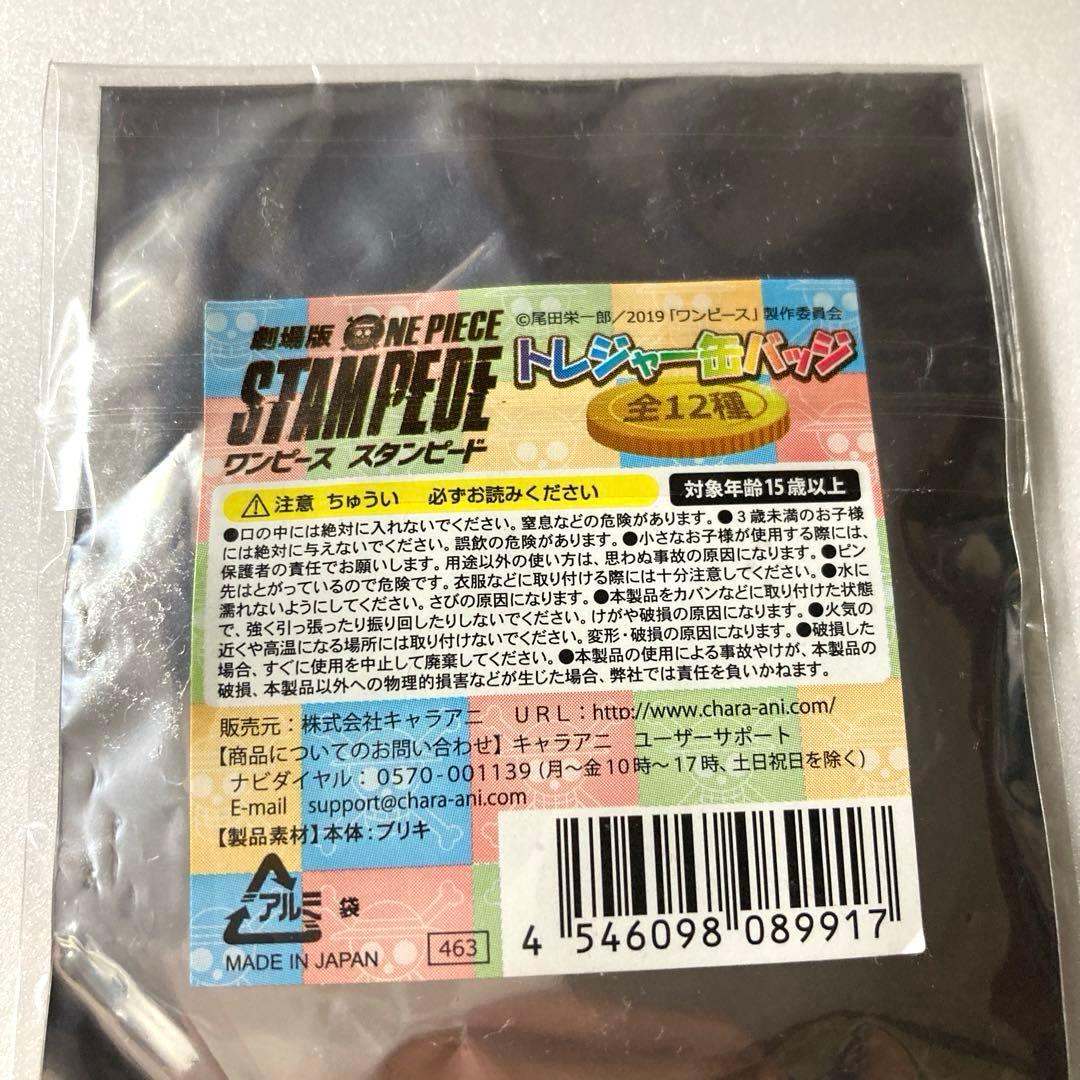 劇場版 ONE PIECE
STAMPEDE
ワンピース スタンピード
©尾田栄一郎/2019「ワンピース」製作委員会
トレジャー缶バッジ
全12種
注意 ちゅうい 必ずお読みください
対象年齢15歳以上
●口の中には絶対に入れないでください。窒息などの危険があります。●3歳未満のお子様
には絶対に与えないでください。誤飲の危険があります。●小さなお子様が使用する際には、
保護者の責任でお願いします。用途以外の使い方は、思わぬ事故の原因になります。●ピン
先はとがっているので危険です。衣服などに取り付ける際には十分注意してください。●水に
濡れないようにしてください。さびの原因になります。●本製品をカバンなどに取り付けた状態
で、強く引っ張ったり振り回したりしないでください。けがや破損の原因になります。●火気の
近くや高温になる場所には取り付けないでください。変形・破損の原因になります。●破損した
場合、すぐに使用を中止して廃棄してください。●本製品の使用による事故やけが、本製品の
破損、本製品以外への物理的損害などが生じた場合、弊社では責任を負いかねます。
販売元：株式会社キャラアニ URL：http://www.chara-ani.com/
【商品についてのお問い合わせ】キャラアニ ユーザーサポート
ナビダイヤル：0570-001139（月～金10時～17時、土日祝日を除く）
E-mail support@chara-ani.com
【製品素材】本体：ブリキ
アルミ 袋
MADE IN JAPAN
463
4 546098 089917